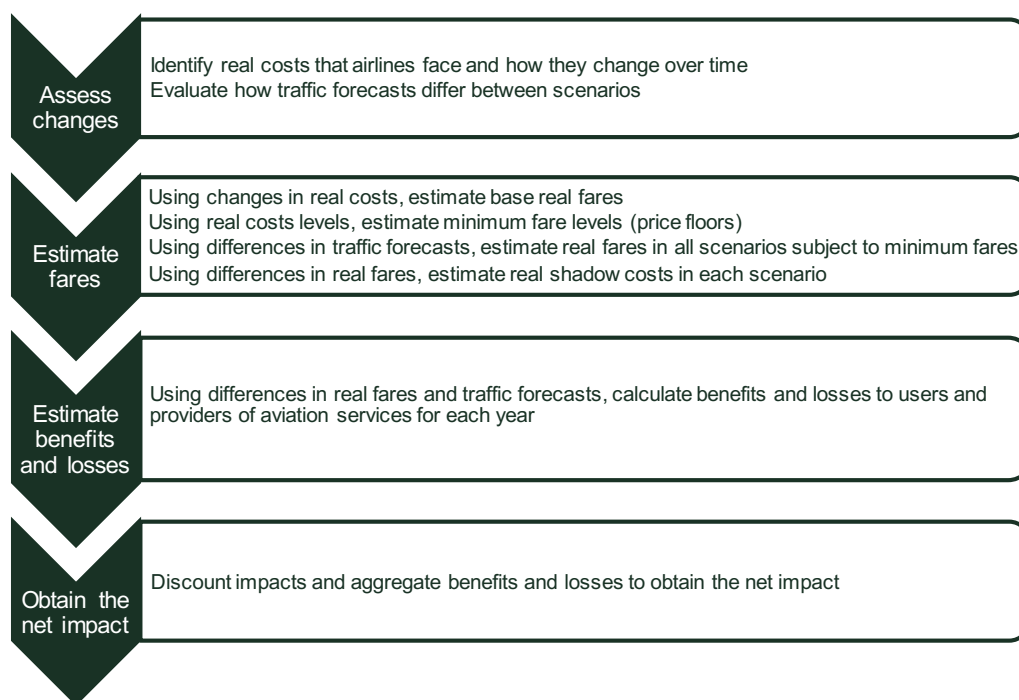 Assess
changes
Identify real costs that airlines face and how they change over time
Evaluate how traffic forecasts differ between scenarios
Estimate
fares
Using changes in real costs, estimate base real fares
Using real costs levels, estimate minimum fare levels (price floors)
Using differences in traffic forecasts, estimate real fares in all scenarios subject to minimum fares
Using differences in real fares, estimate real shadow costs in each scenario
Estimate
benefits
and losses
Using differences in real fares and traffic forecasts, calculate benefits and losses to users and
providers of aviation services for each year
Obtain the
net impact
Discount impacts and aggregate benefits and losses to obtain the net impact